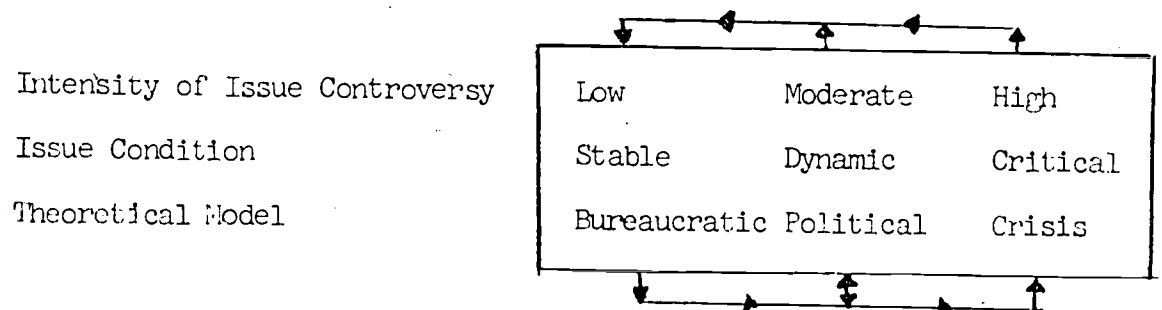 Intensity of Issue Controversy Low Moderate High
Issue Condition Stable Dynamic Critical
Theoretical Model Bureaucratic Political Crisis